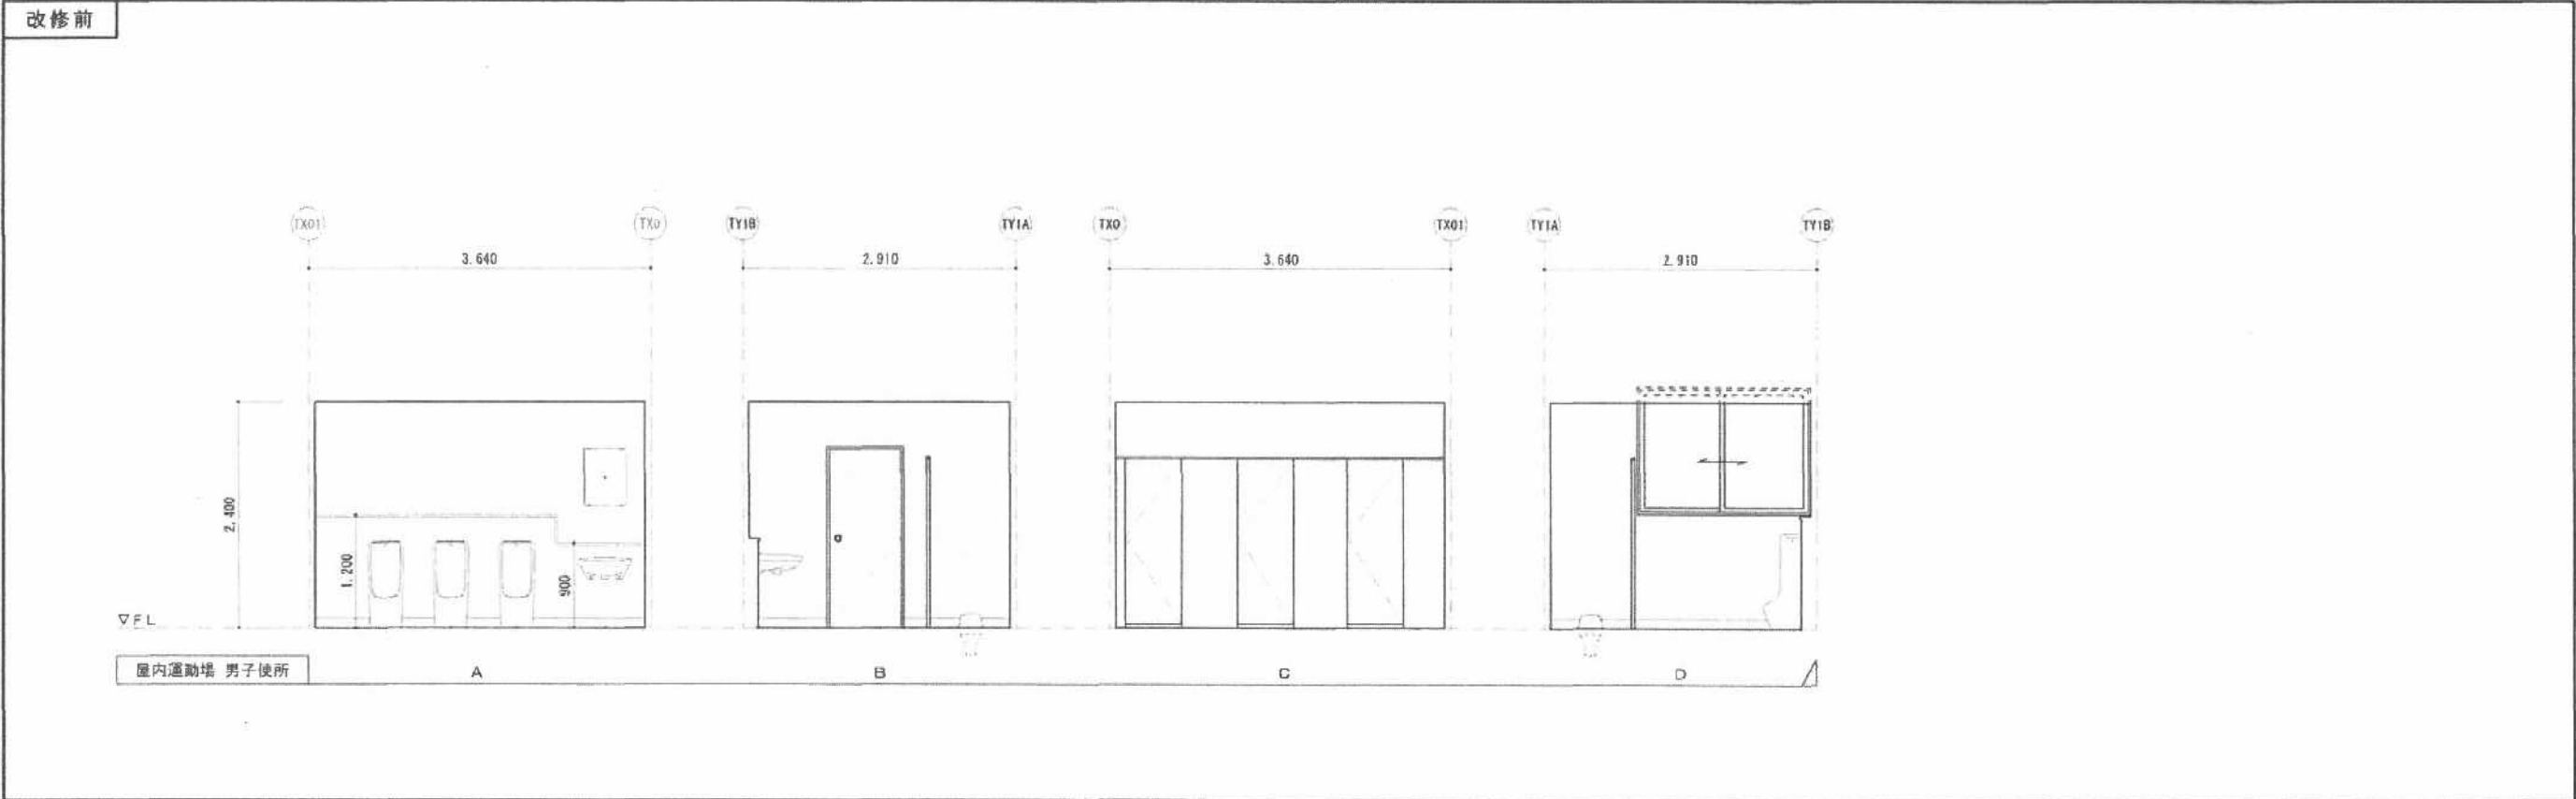 改修前
TX01 TX0 TY1B TY1A TX0 TX01 TY1A TY1B
3.640 2.910 3.640 2.910
2.400
1.200
900
▽FL
屋内運動場 男子便所 A B C D